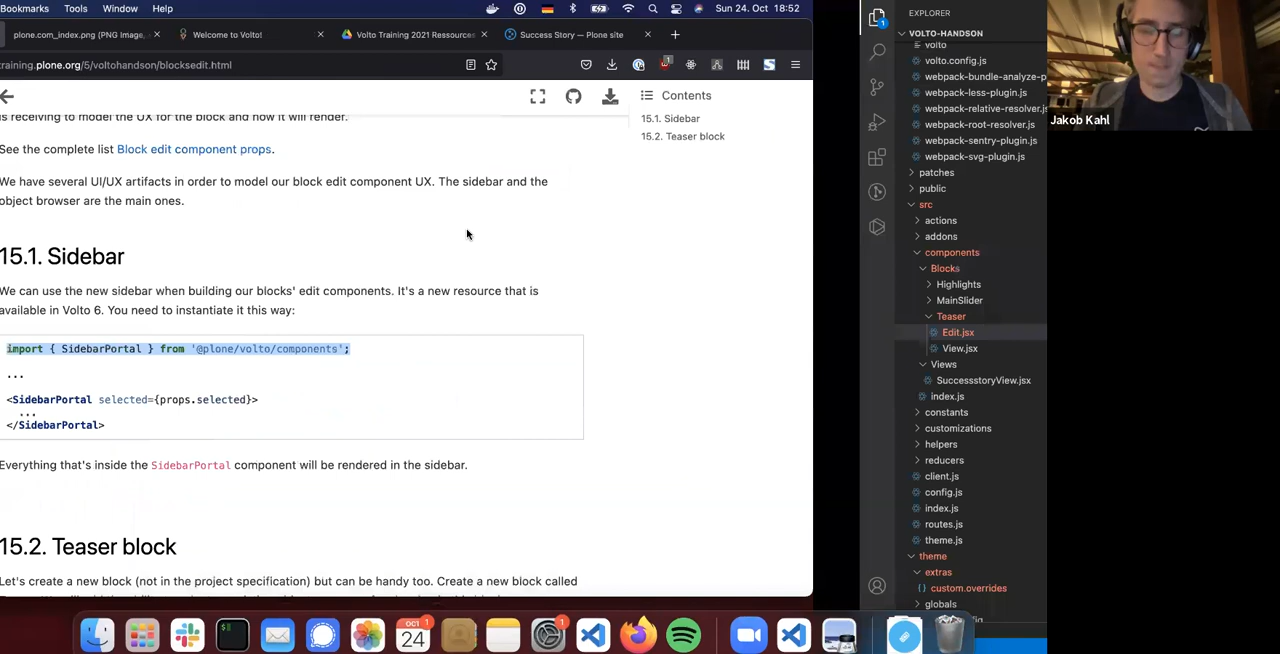 Bookmarks Tools Window Help
Sun 24. Oct 18:52
plone.com_index.png (PNG Image,
Welcome to Volto!
Volto Training 2021 Ressources
Success Story — Plone site
training.plone.org/5/voltohandson/blocksedit.html
Contents
15.1. Sidebar
15.2. Teaser block
is receiving to model the UX for the block and how it will render.
See the complete list Block edit component props.
We have several UI/UX artifacts in order to model our block edit component UX. The sidebar and the
object browser are the main ones.
15.1. Sidebar
We can use the new sidebar when building our blocks' edit components. It's a new resource that is
available in Volto 6. You need to instantiate it this way:
import { SidebarPortal } from '@plone/volto/components';
...
<SidebarPortal selected={props.selected}>
...
</SidebarPortal>
Everything that's inside the SidebarPortal component will be rendered in the sidebar.
15.2. Teaser block
Let's create a new block (not in the project specification) but can be handy too. Create a new block called
EXPLORER
VOLTO-HANDSON
volto
volto.config.js
webpack-bundle-analyze-p
webpack-less-plugin.js
webpack-relative-resolver.js
webpack-root-resolver.js
webpack-sentry-plugin.js
webpack-svg-plugin.js
patches
public
src
actions
addons
components
Blocks
Highlights
MainSlider
Teaser
Edit.jsx
View.jsx
Views
SuccessstoryView.jsx
index.js
constants
customizations
helpers
reducers
client.js
config.js
index.js
routes.js
theme.js
theme
extras
custom.overrides
globals
Jakob Kahl
OCT
24